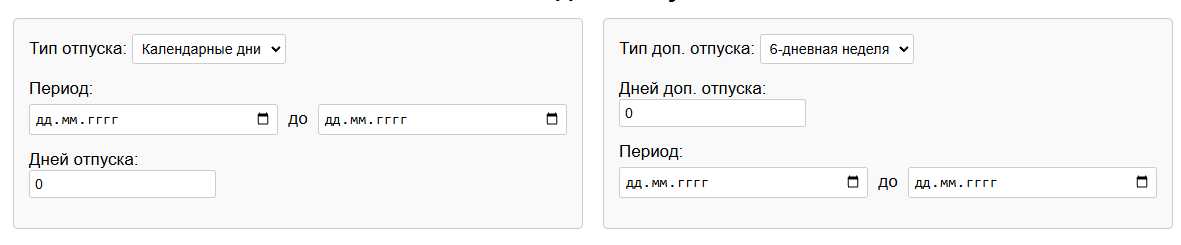 Тип отпуска: Календарные дни
Период:
дд.мм.гггг до дд.мм.гггг
Дней отпуска:
0
Тип доп. отпуска: 6-дневная неделя
Дней доп. отпуска:
0
Период:
дд.мм.гггг до дд.мм.гггг